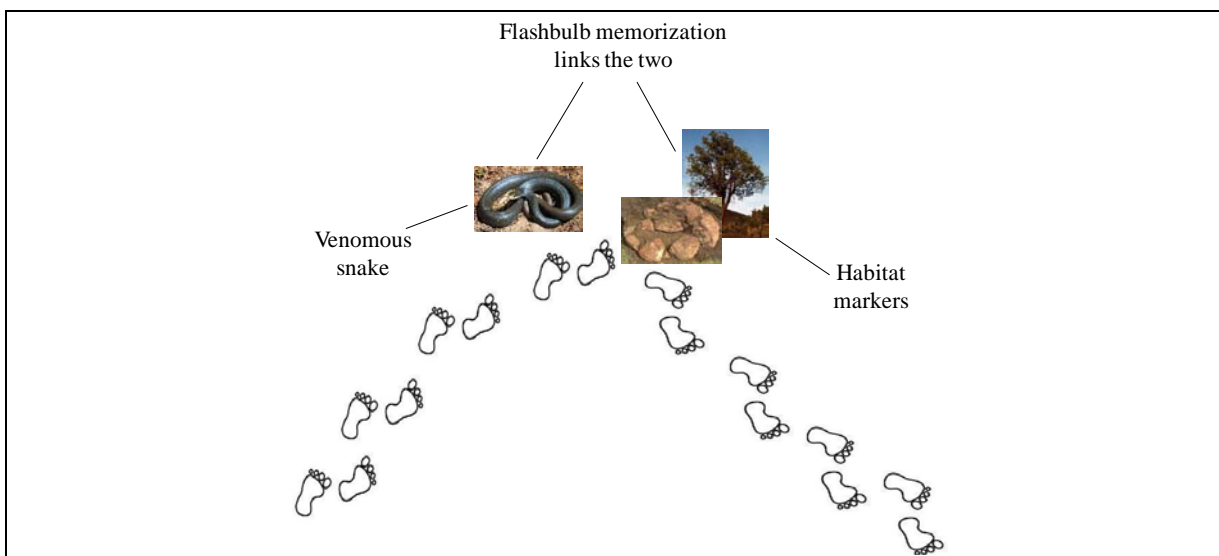 Flashbulb memorization
links the two
Venomous
snake
Habitat
markers